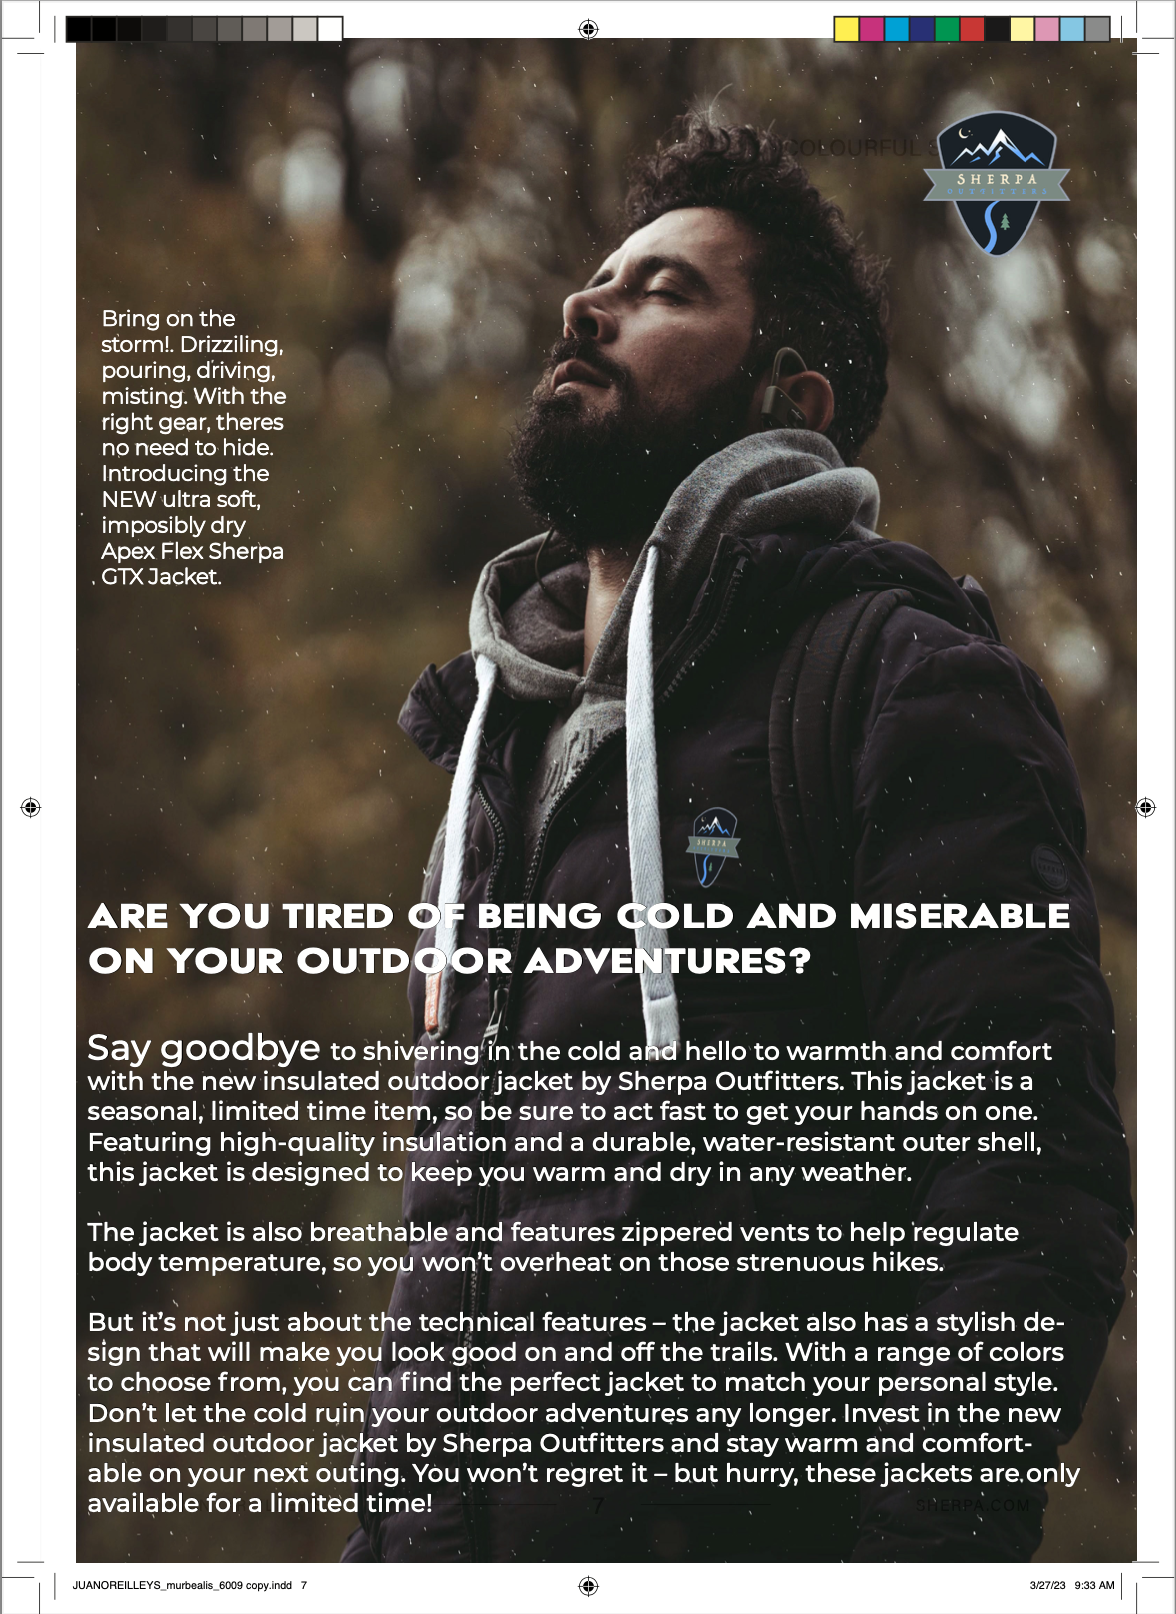 COLOURFUL
SHERPA
OUTFITTERS
Bring on the
storm!. Drizziling,
pouring, driving,
misting. With the
right gear, theres
no need to hide.
Introducing the
NEW ultra soft,
imposibly dry
Apex Flex Sherpa
GTX Jacket.
SHERPA
ARE YOU TIRED OF BEING COLD AND MISERABLE
ON YOUR OUTDOOR ADVENTURES?
Say goodbye to shivering in the cold and hello to warmth and comfort
with the new insulated outdoor jacket by Sherpa Outfitters. This jacket is a
seasonal, limited time item, so be sure to act fast to get your hands on one.
Featuring high-quality insulation and a durable, water-resistant outer shell,
this jacket is designed to keep you warm and dry in any weather.
The jacket is also breathable and features zippered vents to help regulate
body temperature, so you won’t overheat on those strenuous hikes.
But it’s not just about the technical features – the jacket also has a stylish de-
sign that will make you look good on and off the trails. With a range of colors
to choose from, you can find the perfect jacket to match your personal style.
Don’t let the cold ruin your outdoor adventures any longer. Invest in the new
insulated outdoor jacket by Sherpa Outfitters and stay warm and comfort-
able on your next outing. You won’t regret it – but hurry, these jackets are only
available for a limited time!
7
SHERPA.COM
JUANOREILLEYS_murbealis_6009 copy.indd 7
3/27/23 9:33 AM